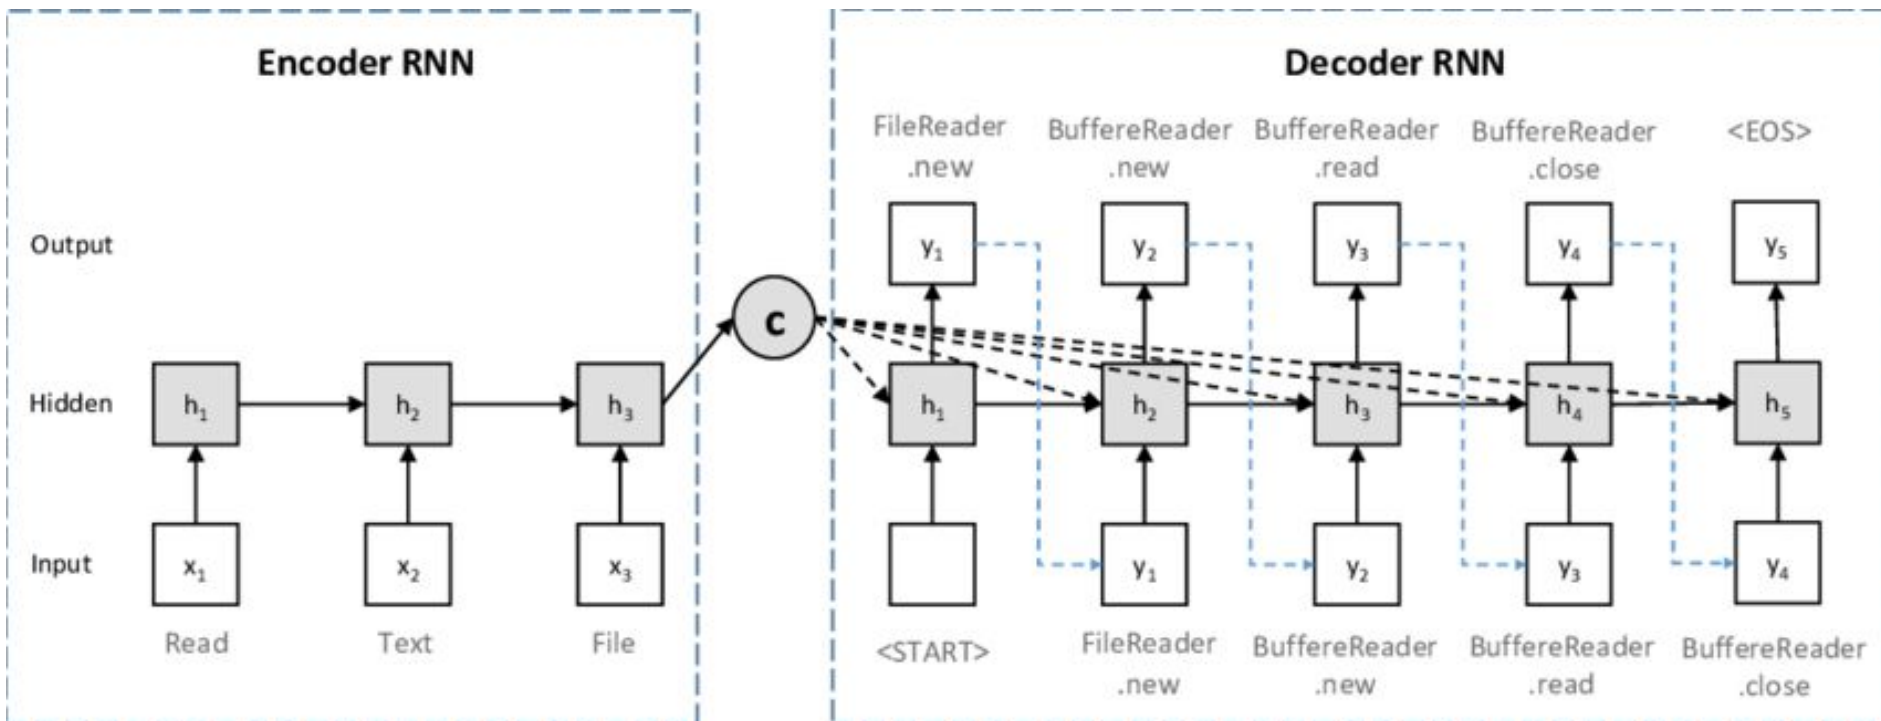 Encoder RNN
Decoder RNN
FileReader
.new
BuffereReader
.new
BuffereReader
.read
BuffereReader
.close
<EOS>
Output
y1
y2
y3
y4
y5
c
Hidden
h1
h2
h3
h1
h2
h3
h4
h5
Input
x1
x2
x3
y1
y2
y3
y4
Read
Text
File
<START>
FileReader
.new
BuffereReader
.new
BuffereReader
.read
BuffereReader
.close